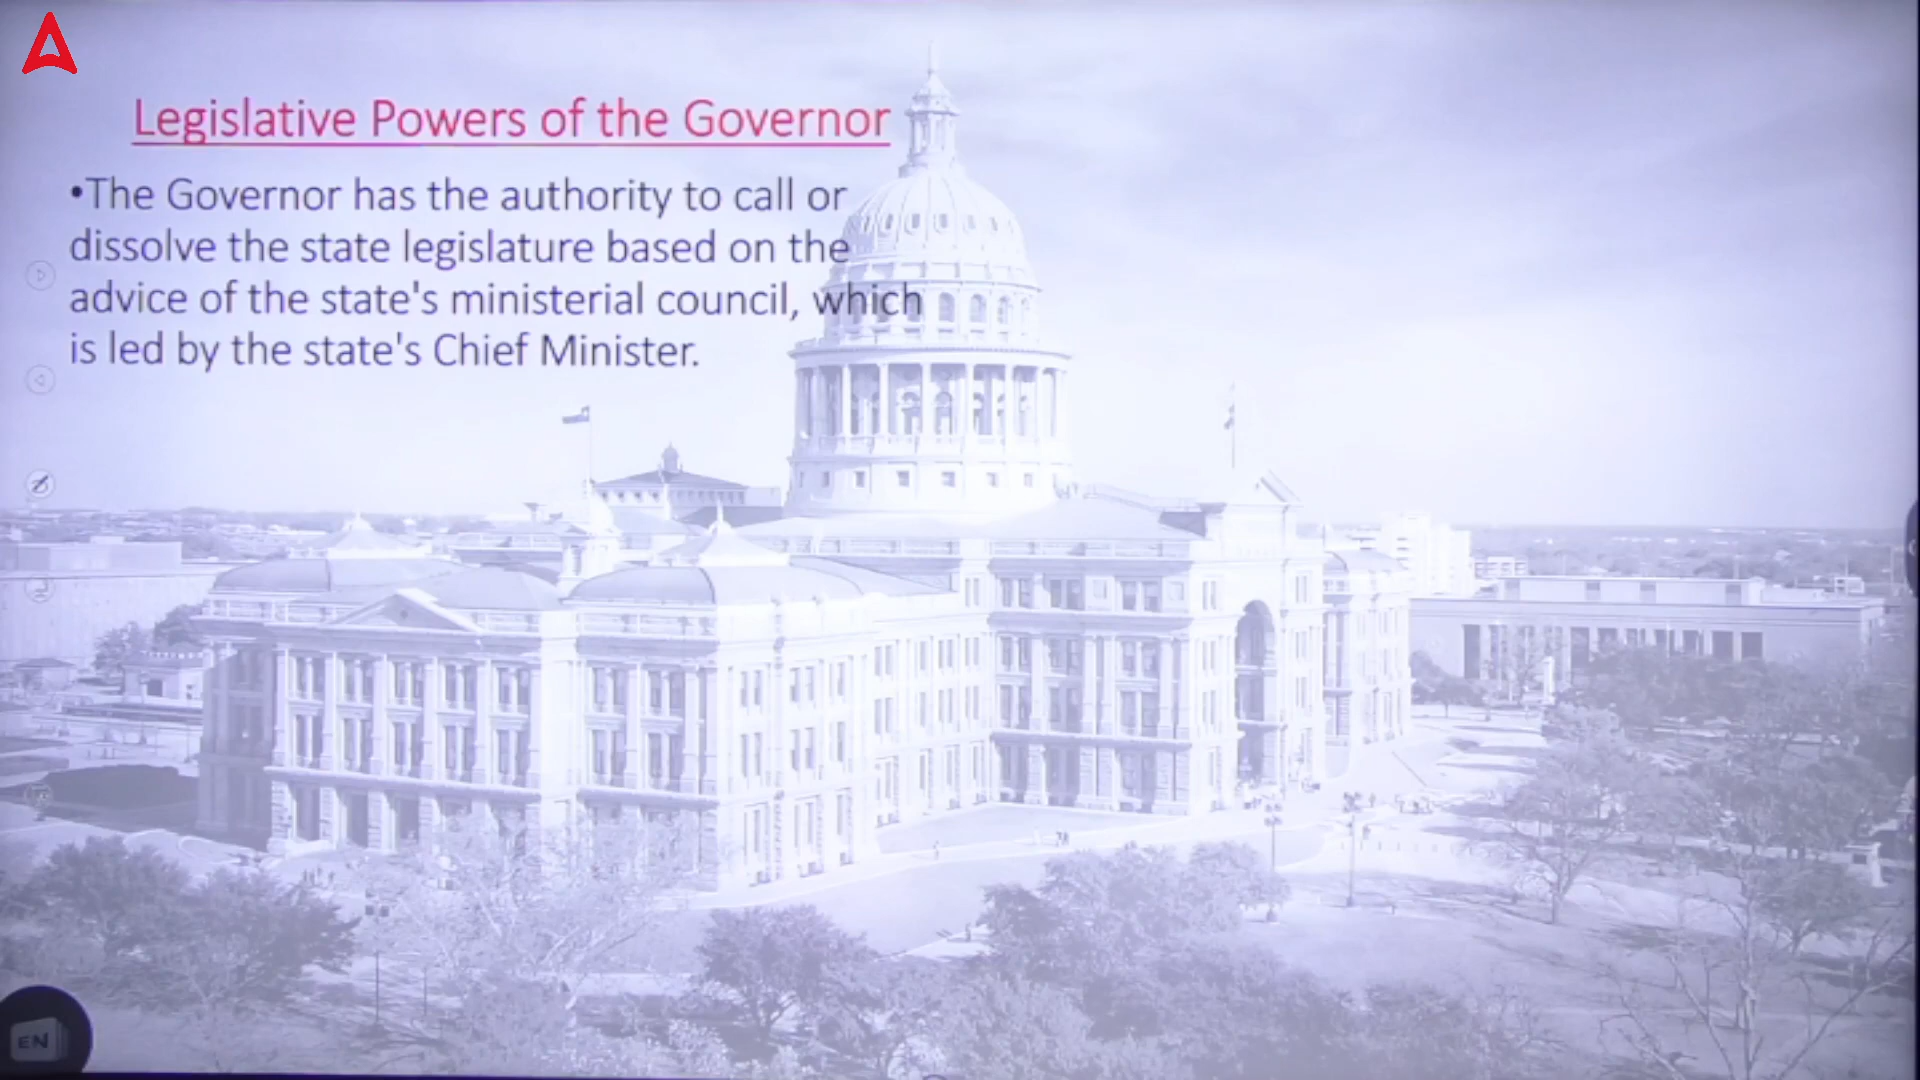 Legislative Powers of the Governor
•The Governor has the authority to call or
dissolve the state legislature based on the
advice of the state's ministerial council, which
is led by the state's Chief Minister.
EN